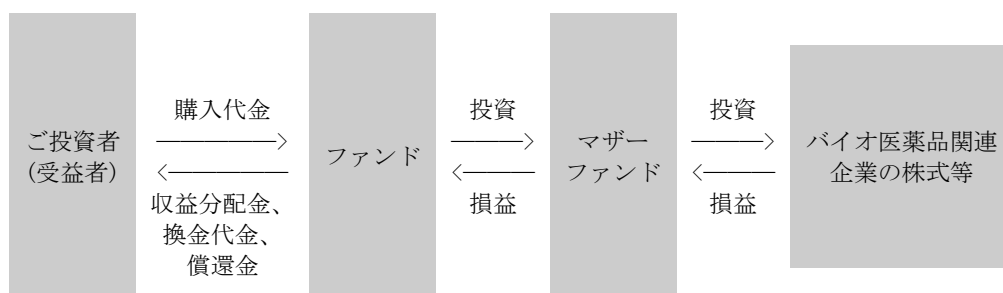 ご投資者
(受益者)
購入代金
収益分配金、
換金代金、
償還金
ファンド
投資
損益
マザー
ファンド
投資
損益
バイオ医薬品関連
企業の株式等